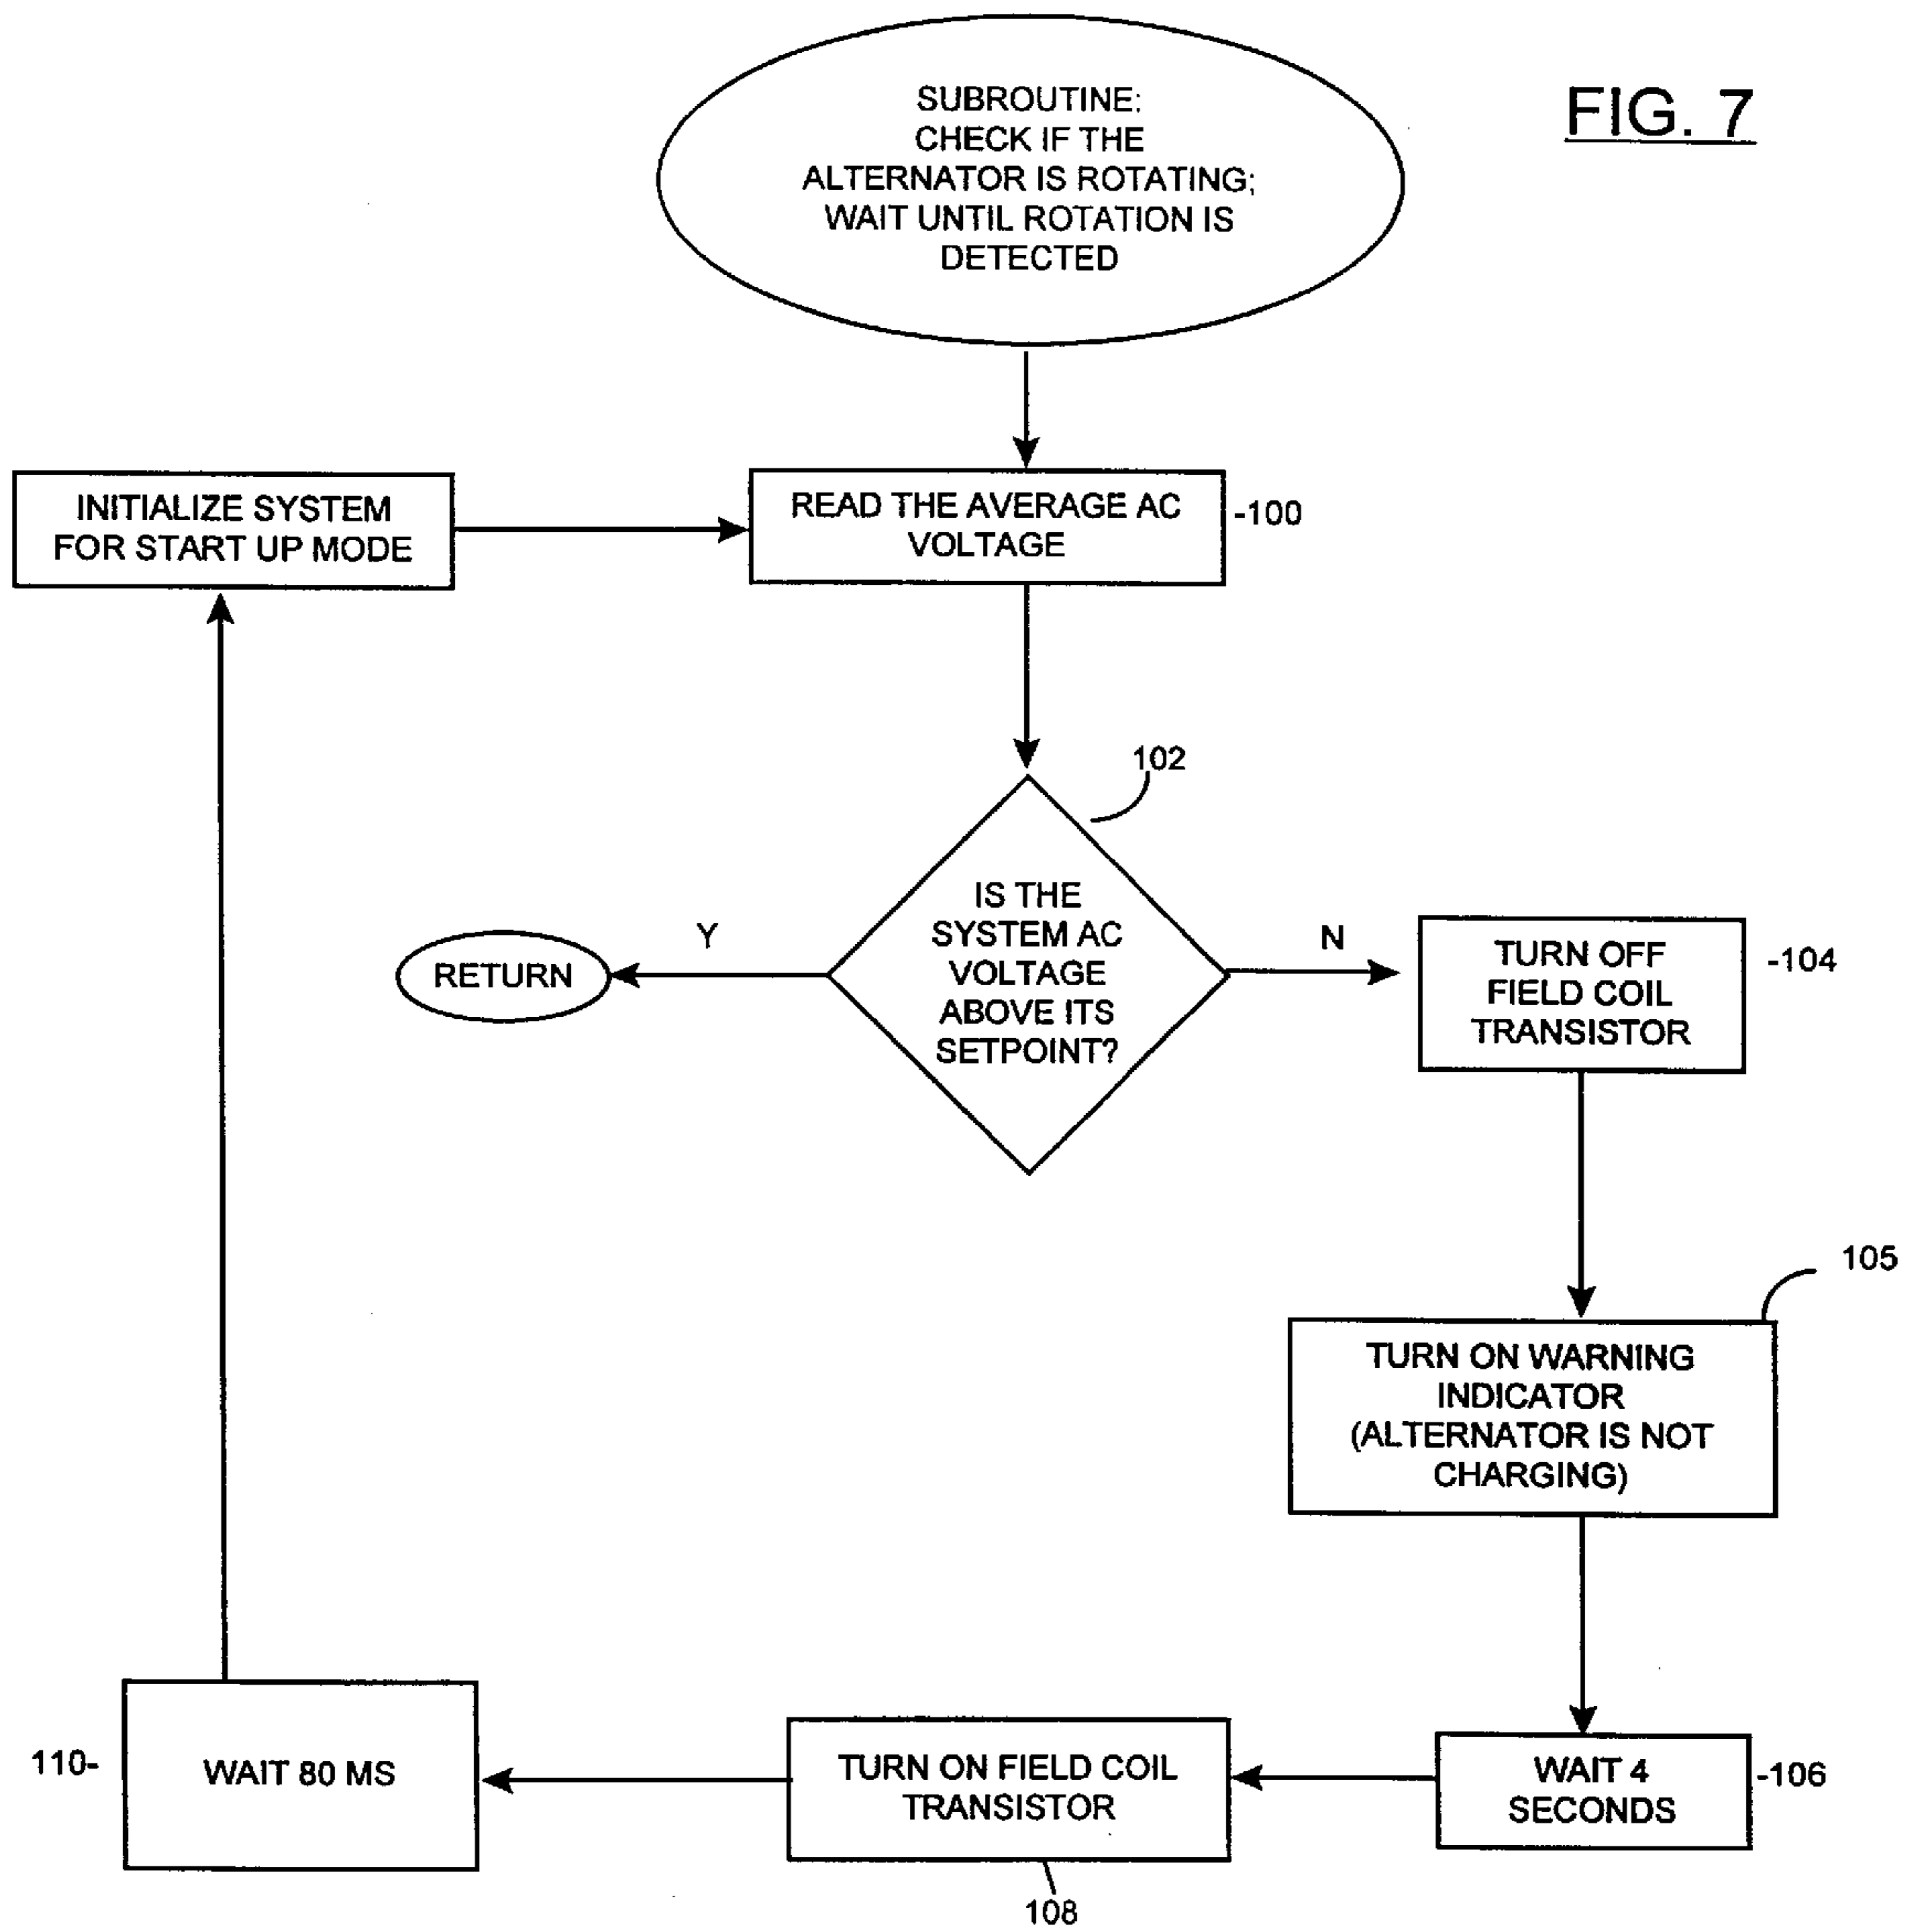 SUBROUTINE:
CHECK IF THE
ALTERNATOR IS ROTATING;
WAIT UNTIL ROTATION IS
DETECTED
FIG. 7
INITIALIZE SYSTEM
FOR START UP MODE
READ THE AVERAGE AC
VOLTAGE
-100
102
IS THE
SYSTEM AC
VOLTAGE
ABOVE ITS
SETPOINT?
Y
RETURN
N
TURN OFF
FIELD COIL
TRANSISTOR
-104
105
TURN ON WARNING
INDICATOR
(ALTERNATOR IS NOT
CHARGING)
WAIT 4
SECONDS
-106
TURN ON FIELD COIL
TRANSISTOR
108
WAIT 80 MS
110-